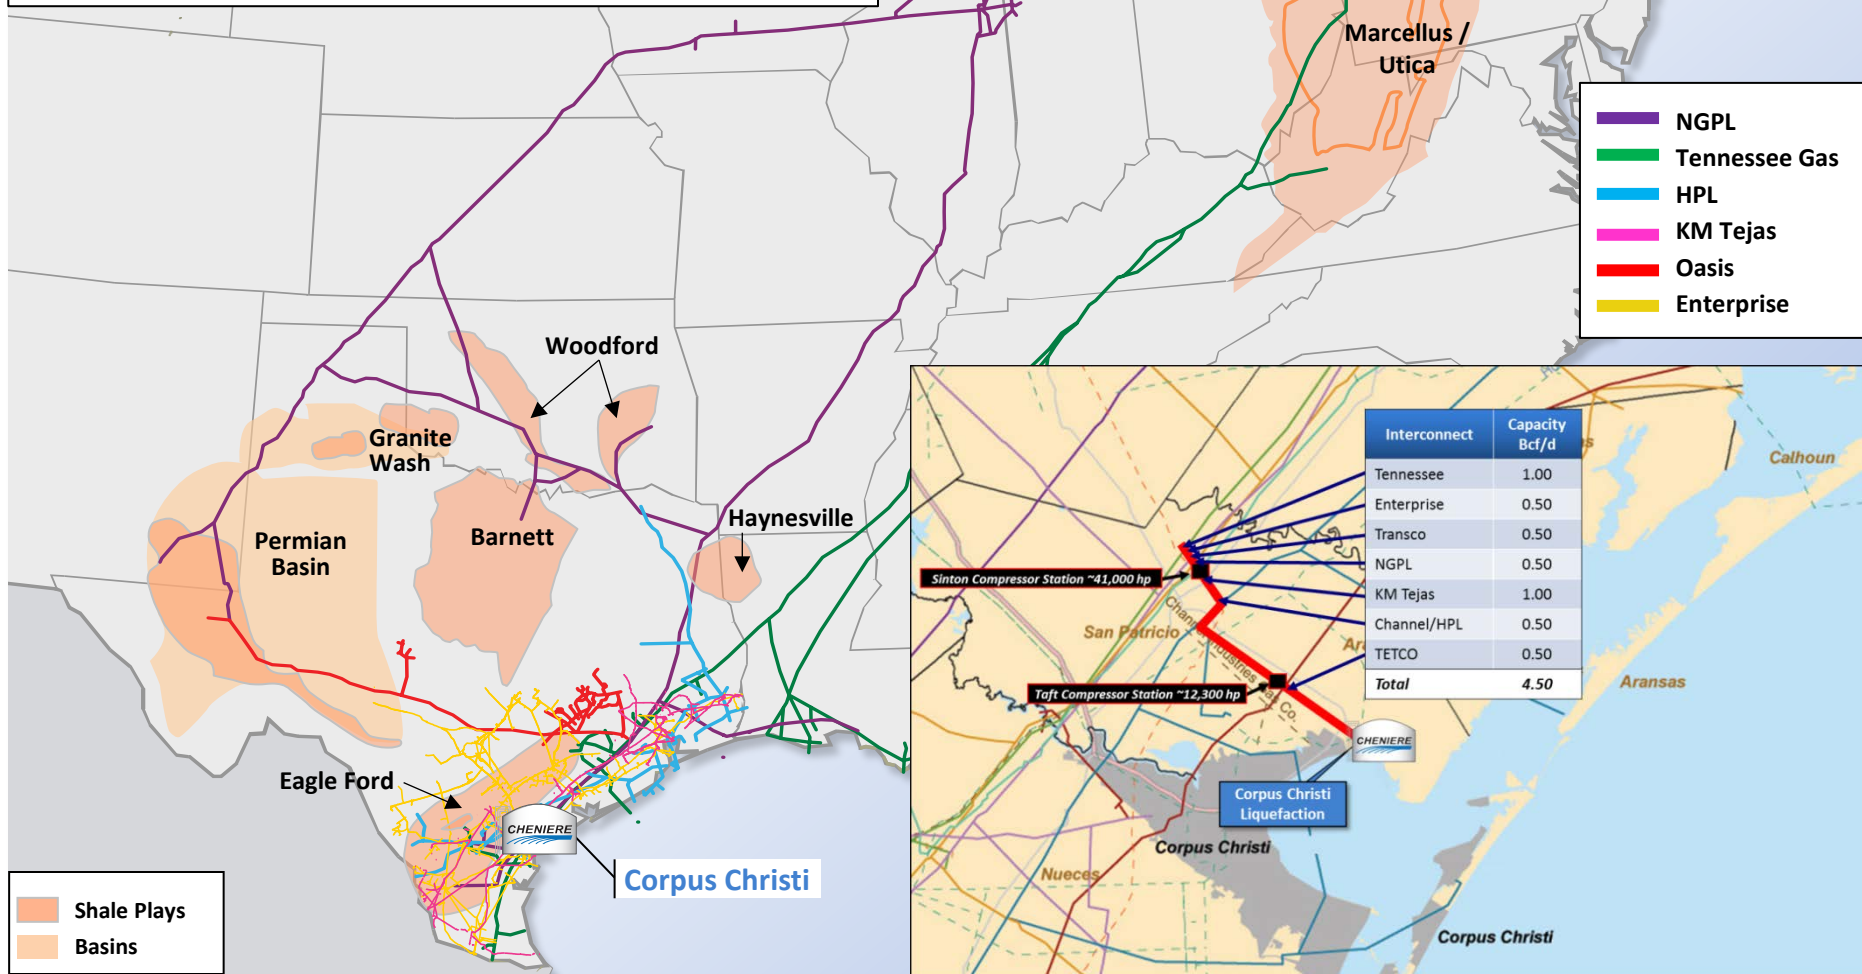 Marcellus /
Utica
NGPL
Tennessee Gas
HPL
KM Tejas
Oasis
Enterprise
Woodford
Granite
Wash
Permian
Basin
Barnett
Haynesville
Eagle Ford
CHENIERE
Corpus Christi
Shale Plays
Basins
Interconnect Capacity
Bcf/d
Tennessee 1.00
Enterprise 0.50
Transco 0.50
NGPL 0.50
KM Tejas 1.00
Channel/HPL 0.50
TETCO 0.50
Total 4.50
Calhoun
Sinton Compressor Station ~41,000 hp
San Patricio
Channel Industries Gas Co.
Taft Compressor Station ~12,300 hp
Aransas
CHENIERE
Corpus Christi
Liquefaction
Corpus Christi
Nueces
Corpus Christi